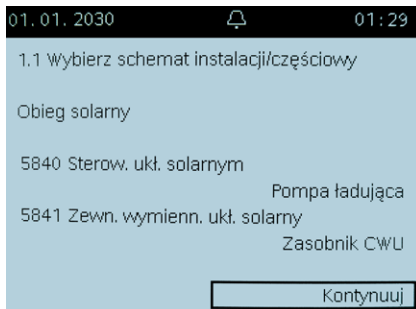 01.01.2030 01:29
1.1 Wybierz schemat instalacji/częściowy
Obieg solarny
5840 Sterow. ukł. solarnym
Pompa ładująca
5841 Zewn. wymienn. ukł. solarny
Zasobnik CWU
Kontynuuj